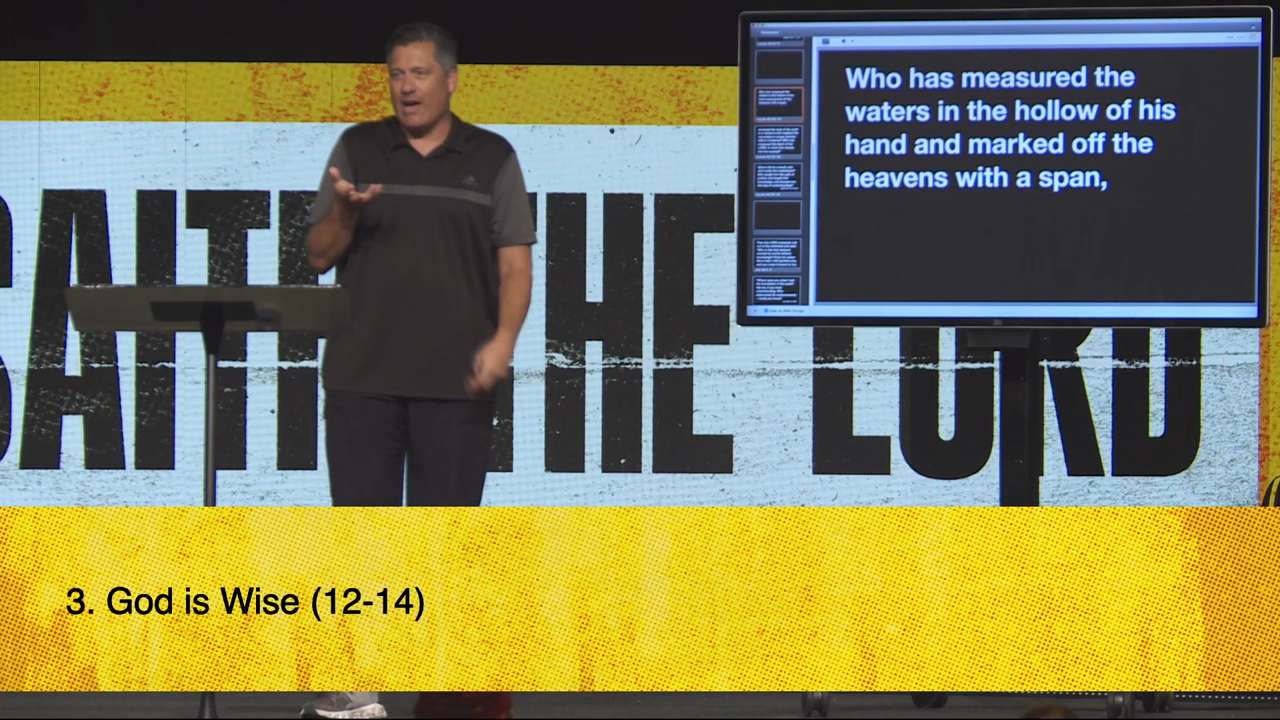 Who has measured the
waters in the hollow of his
hand and marked off the
heavens with a span,
SAITH THE LORD
3. God is Wise (12-14)